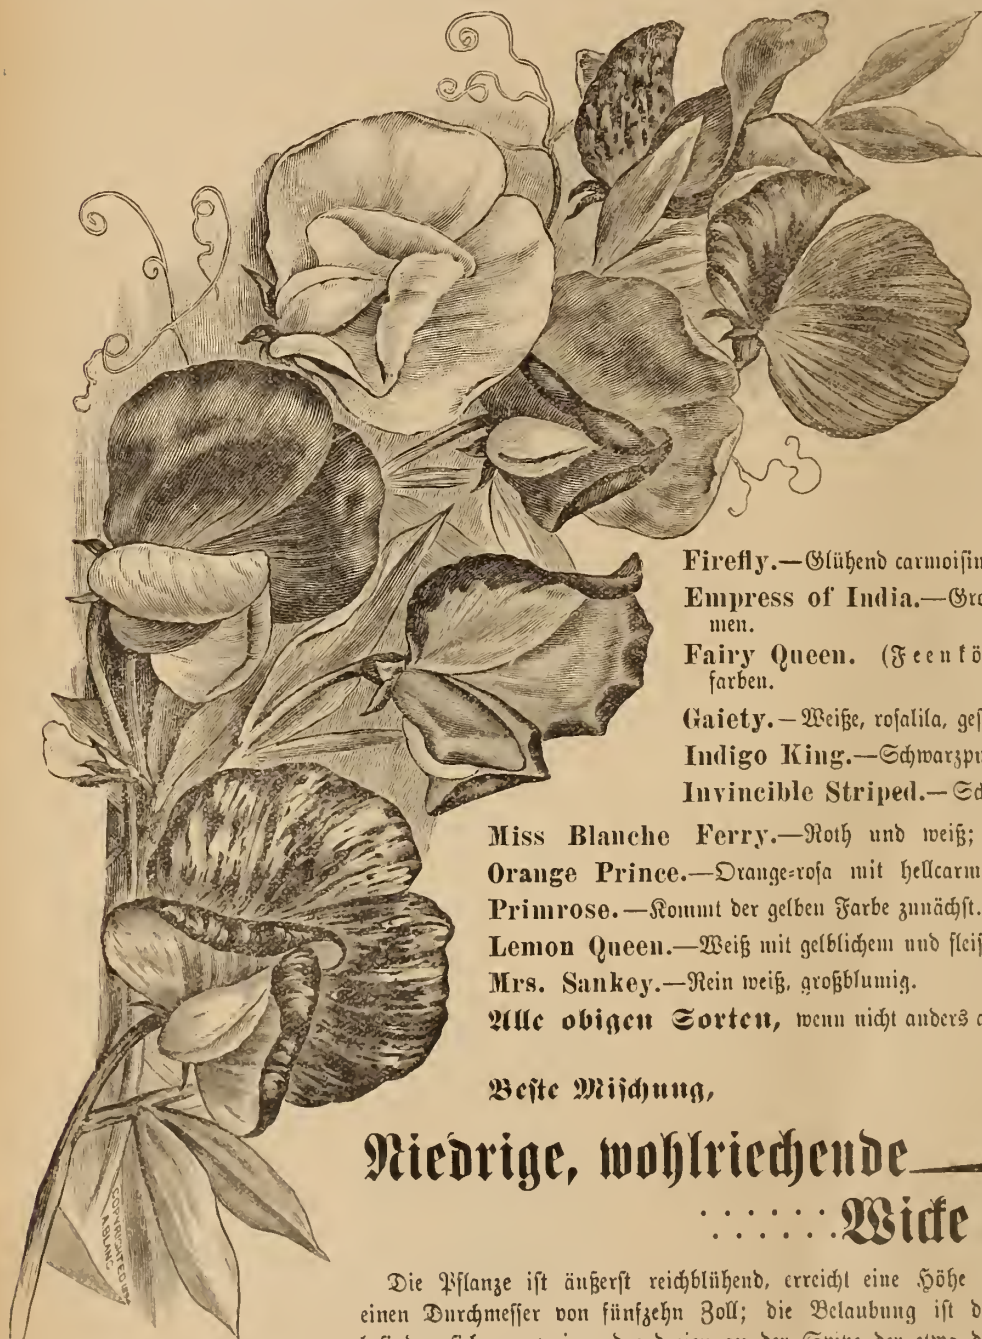 Firefly.—Glühend carmoisin
Empress of India.—Gro
men.
Fairy Queen. (Feenkö
farben.
Gaiety.—Weiße, rosalila, ges
Indigo King.—Schwarzpu
Invincible Striped.—Sc
Miss Blanche Ferry.—Roth und weiß;
Orange Prince.—Orange=rosa mit hellcarm
Primrose.—Kommt der gelben Farbe zunächst.
Lemon Queen.—Weiß mit gelblichem und fleis
Mrs. Sankey.—Rein weiß, großblumig.
Alle obigen Sorten, wenn nicht anders a
Beste Mischung,
Niedrige, wohlriechende
Wicke
Die Pflanze ist äußerst reichblühend, erreicht eine Höhe
einen Durchmesser von fünfzehn Zoll; die Belaubung ist d
COPYRIGHTED
A BLANC